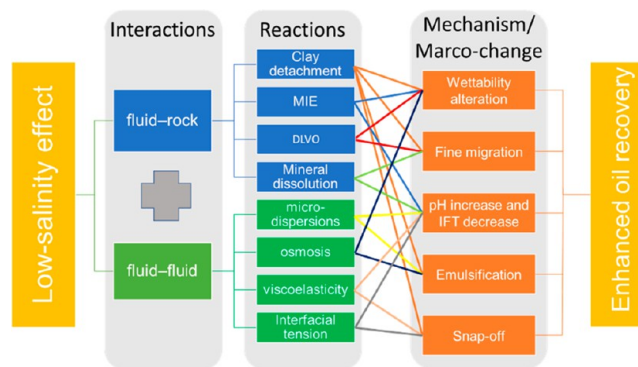 Low-salinity effect
Interactions
fluid–rock
fluid–fluid
Reactions
Clay
detachment
MIE
DLVO
Mineral
dissolution
micro-
dispersions
osmosis
viscoelasticity
Interfacial
tension
Mechanism/
Marco-change
Wettability
alteration
Fine migration
pH increase and
IFT decrease
Emulsification
Snap-off
Enhanced oil recovery